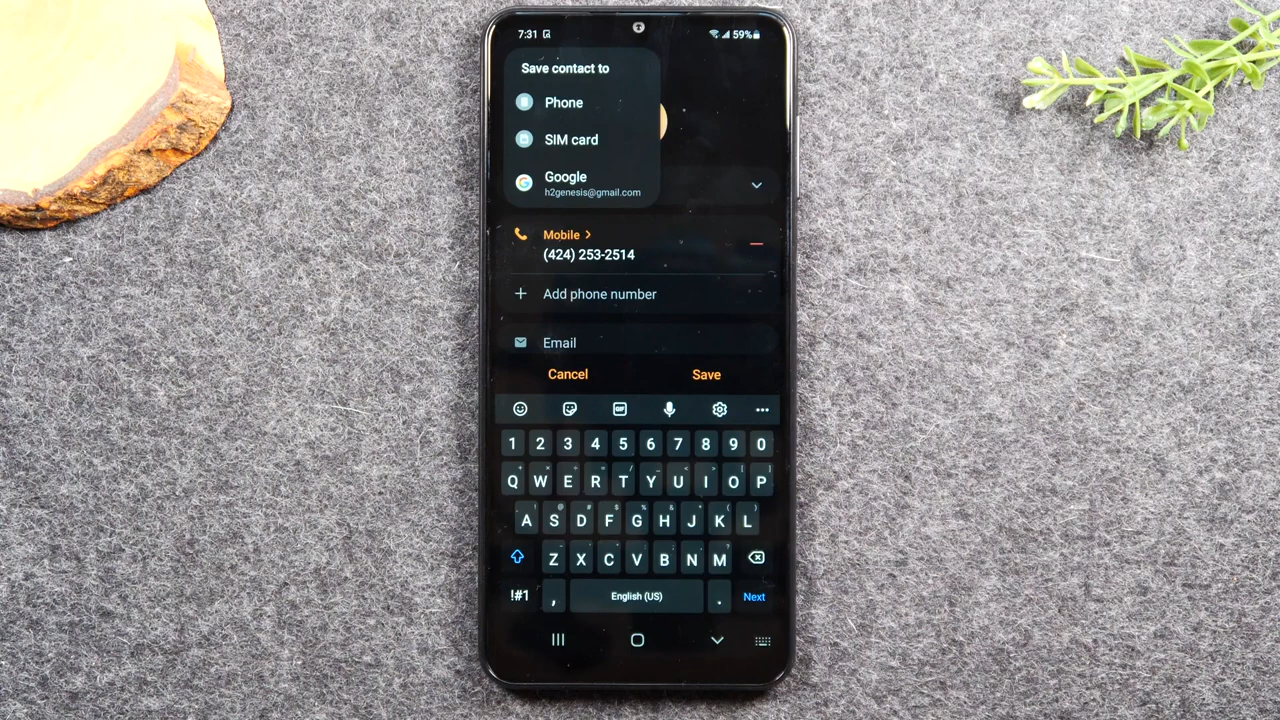 7:31 59%
Save contact to
Phone
SIM card
Google
h2genesis@gmail.com
Mobile >
(424) 253-2514
+ Add phone number
Email
Cancel Save
GIF
1 2 3 4 5 6 7 8 9 0
Q W E R T Y U I O P
A S D F G H J K L
Z X C V B N M
!#1 , English (US) . Next